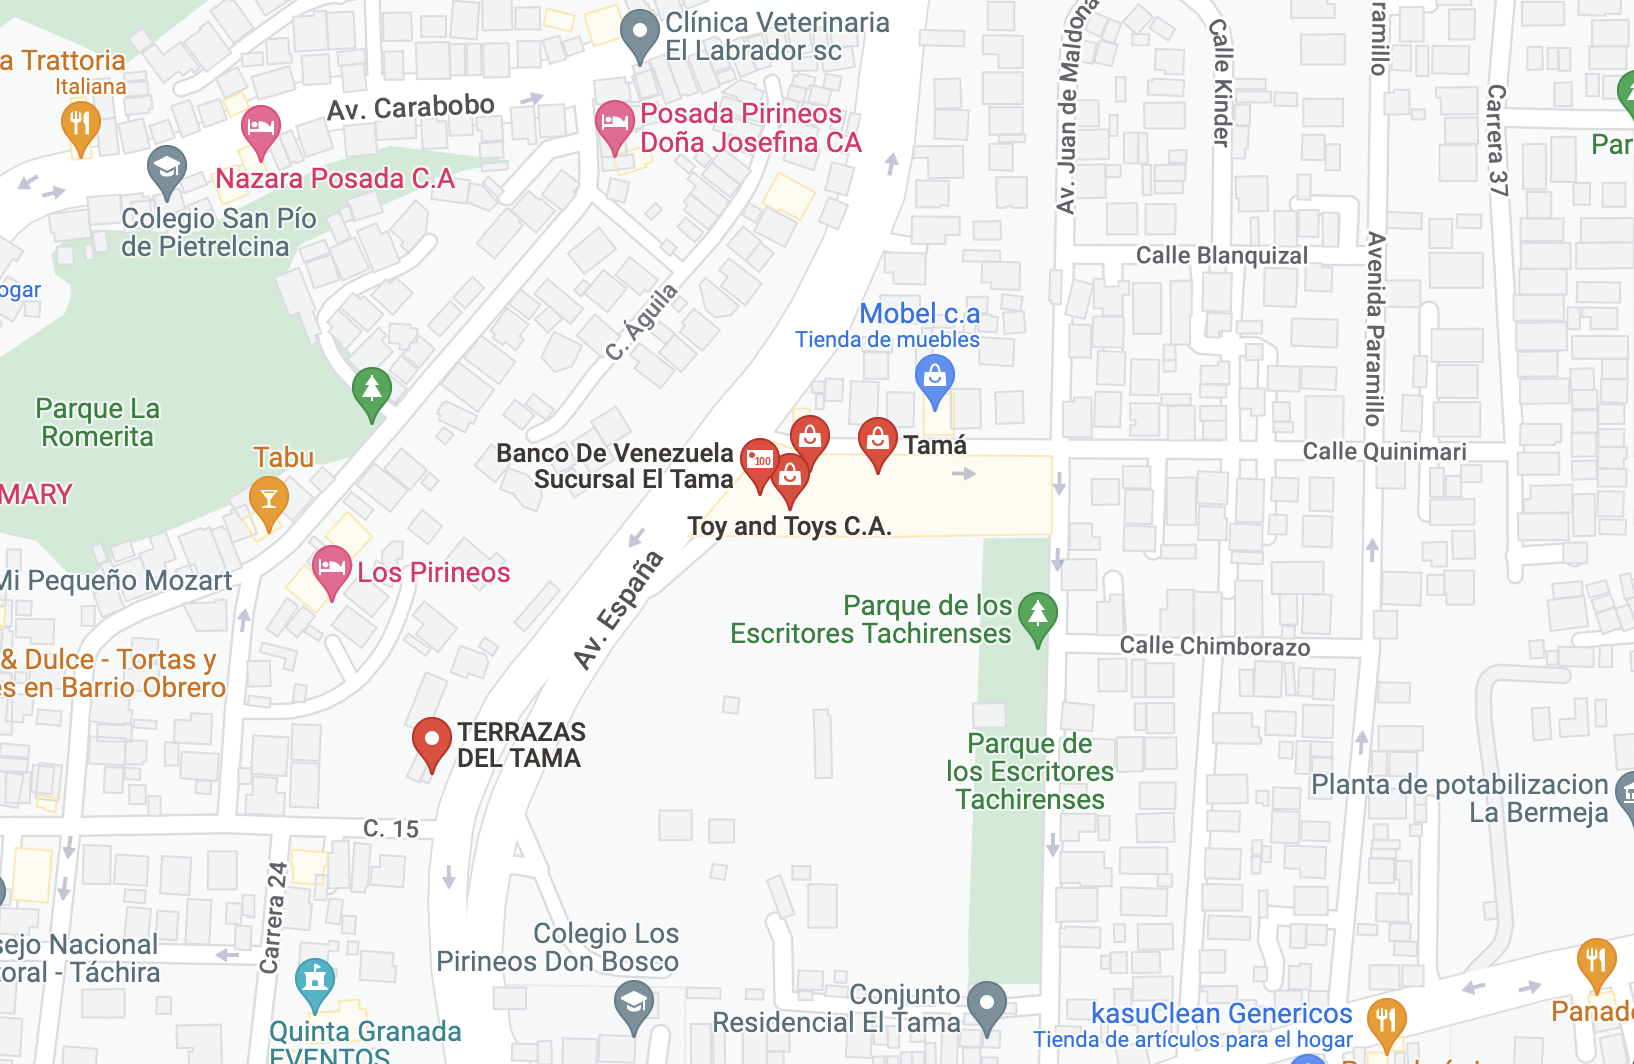 Clínica Veterinaria
El Labrador sc
a Trattoria
Italiana
Av. Carabobo
Posada Pirineos
Doña Josefina CA
Nazara Posada C.A
Colegio San Pío
de Pietrelcina
Av. Juan pe Maldona
Calle Kinder
ramillo
Carrera 37
Par
Calle Blanquizal
ogar
C. Águila
Mobel c.a
Tienda de muebles
Avenida Paramillo
Parque La
Romerita
Tabu
Banco De Venezuela
Sucursal El Tama
100
Tamá
Calle Quinimari
MARY
Toy and Toys C.A.
Mi Pequeño Mozart
Los Pirineos
Av. España
Parque de los
Escritores Tachirenses
Calle Chimborazo
& Dulce - Tortas y
es en Barrio Obrero
TERRAZAS
DEL TAMA
Parque de
los Escritores
Tachirenses
Planta de potabilizacion
La Bermeja
C. 15
Carrera 24
sejo Nacional
toral - Táchira
Colegio Los
Pirineos Don Bosco
Conjunto
Residencial El Tama
kasuClean Genericos
Tienda de artículos para el hogar
Panad
Quinta Granada
EVENTOS